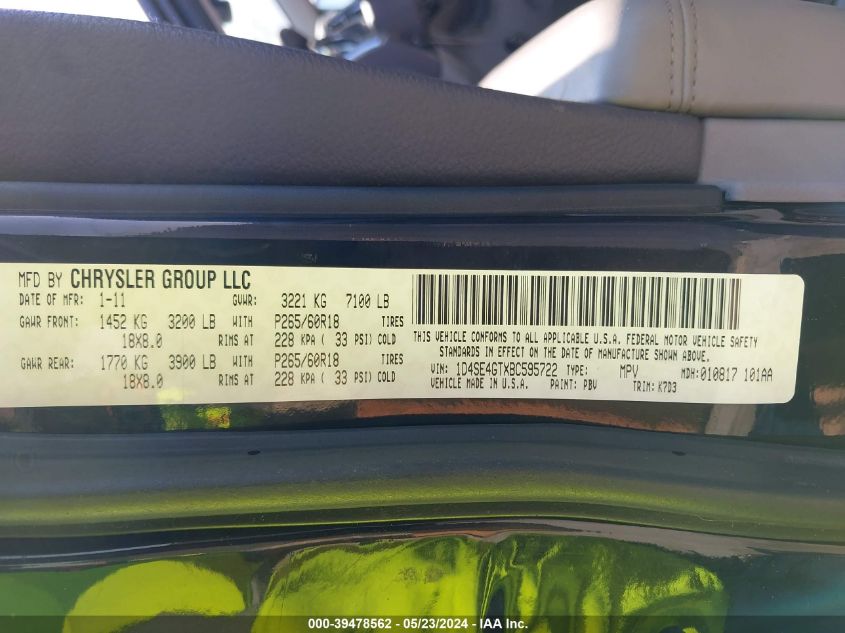 MFD BY CHRYSLER GROUP LLC
DATE OF MFR: 1-11 GVWR: 3221 KG 7100 LB
GAWR FRONT: 1452 KG 3200 LB WITH P265/60R18 TIRES
18X8.0 RIMS AT 228 KPA ( 33 PSI) COLD
GAWR REAR: 1770 KG 3900 LB WITH P265/60R18 TIRES
18X8.0 RIMS AT 228 KPA ( 33 PSI) COLD
THIS VEHICLE CONFORMS TO ALL APPLICABLE U.S.A. FEDERAL MOTOR VEHICLE SAFETY
STANDARDS IN EFFECT ON THE DATE OF MANUFACTURE SHOWN ABOVE.
VIN: 1D4SE4GTXBC595722 TYPE: MPV MDH: 010817 101AA
VEHICLE MADE IN U.S.A. PAINT: PBV TRIM: K7D3
000-39478562 - 05/23/2024 - IAA Inc.